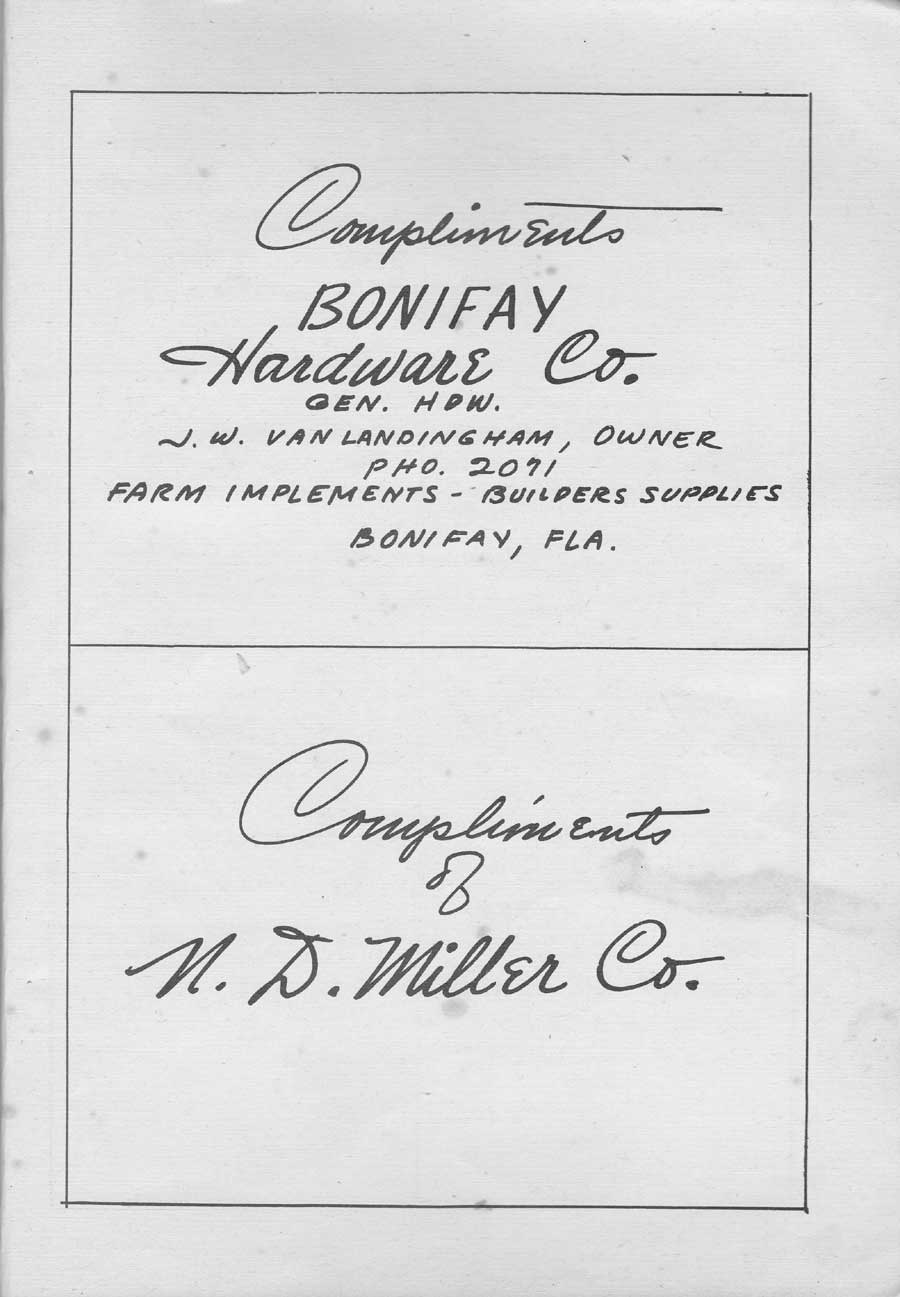 Compliments
BONIFAY
Hardware Co.
GEN. HDW.
J. W. VANLANDINGHAM, OWNER
PHO. 2071
FARM IMPLEMENTS - BUILDERS SUPPLIES
BONIFAY, FLA.
Compliments
of
N. D. Miller Co.